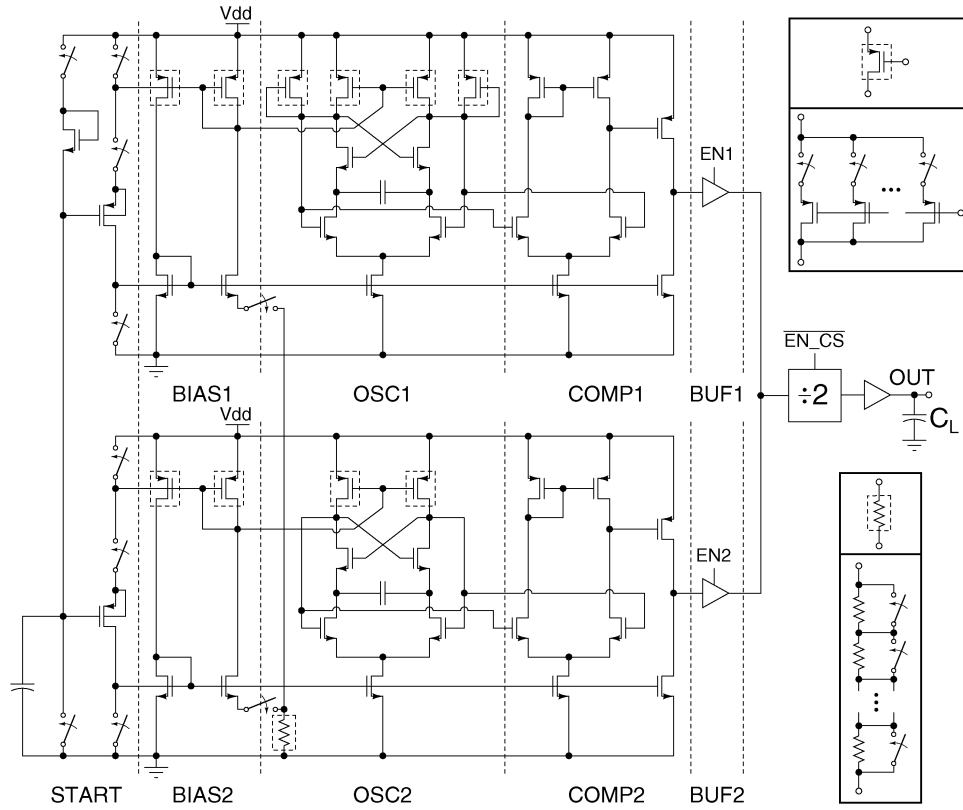 Vdd
EN1
EN_CS
÷2
OUT
C_L
BIAS1
OSC1
COMP1
BUF1
Vdd
EN2
START
BIAS2
OSC2
COMP2
BUF2